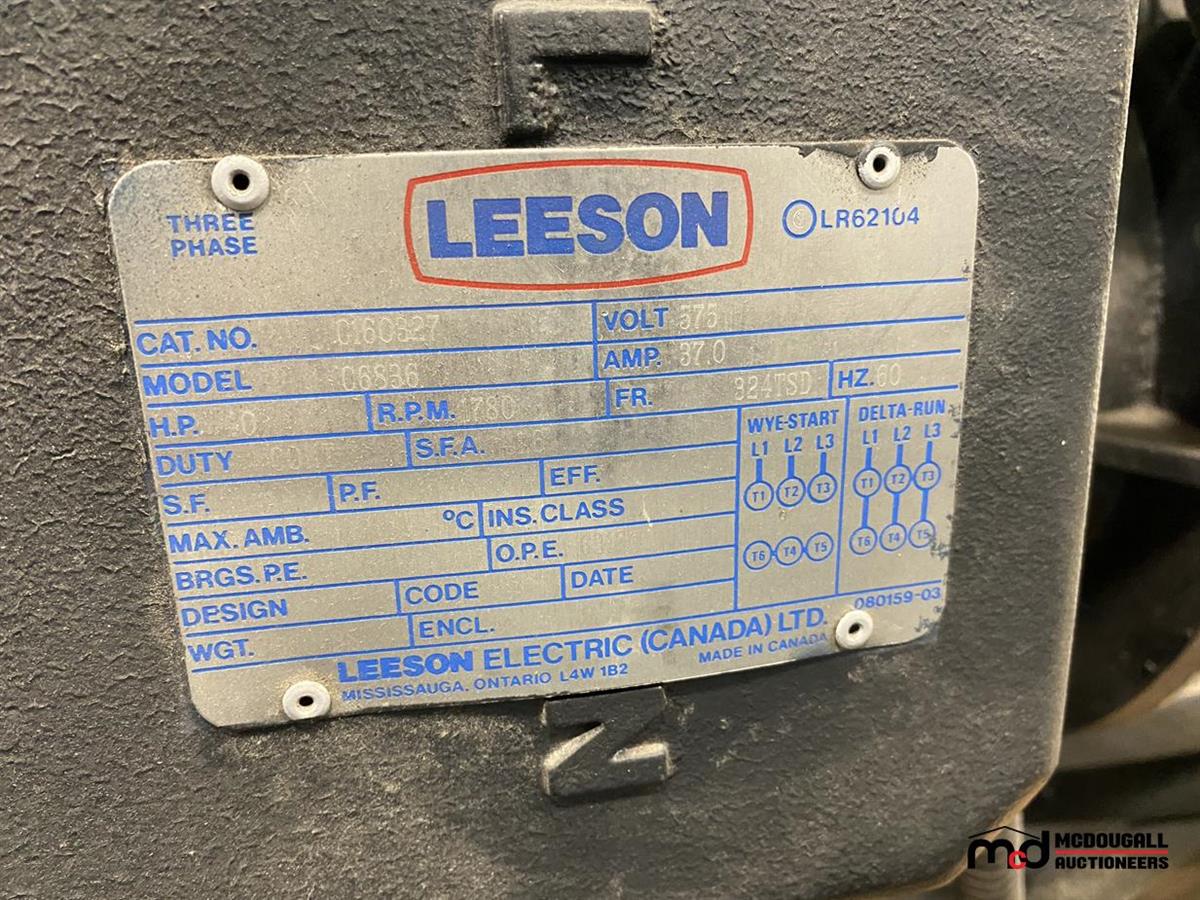 THREE
PHASE
LEESON
LR62104
CAT. NO. C160827
VOLT 575
MODEL C6836
AMP. 37.0
H.P.
R.P.M. 1780
FR. 324TSD
HZ. 60
DUTY
S.F.A.
S.F.
P.F.
EFF.
MAX. AMB. °C
INS. CLASS
BRGS. P.E.
O.P.E.
DESIGN
CODE
DATE
WGT.
ENCL.
WYE-START
L1 L2 L3
T1 T2 T3
T6 T4 T5
DELTA-RUN
L1 L2 L3
T1 T2 T3
T6 T4 T5
080159-03
LEESON ELECTRIC (CANADA) LTD.
MISSISSAUGA, ONTARIO L4W 1B2
MADE IN CANADA
mcd MCDOUGALL
AUCTIONEERS